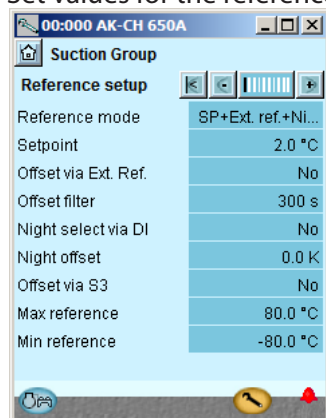 Set values for the reference
00:000 AK-CH 650A
Suction Group
Reference setup
Reference mode SP+Ext. ref.+Ni...
Setpoint 2.0 °C
Offset via Ext. Ref. No
Offset filter 300 s
Night select via DI No
Night offset 0.0 K
Offset via S3 No
Max reference 80.0 °C
Min reference -80.0 °C